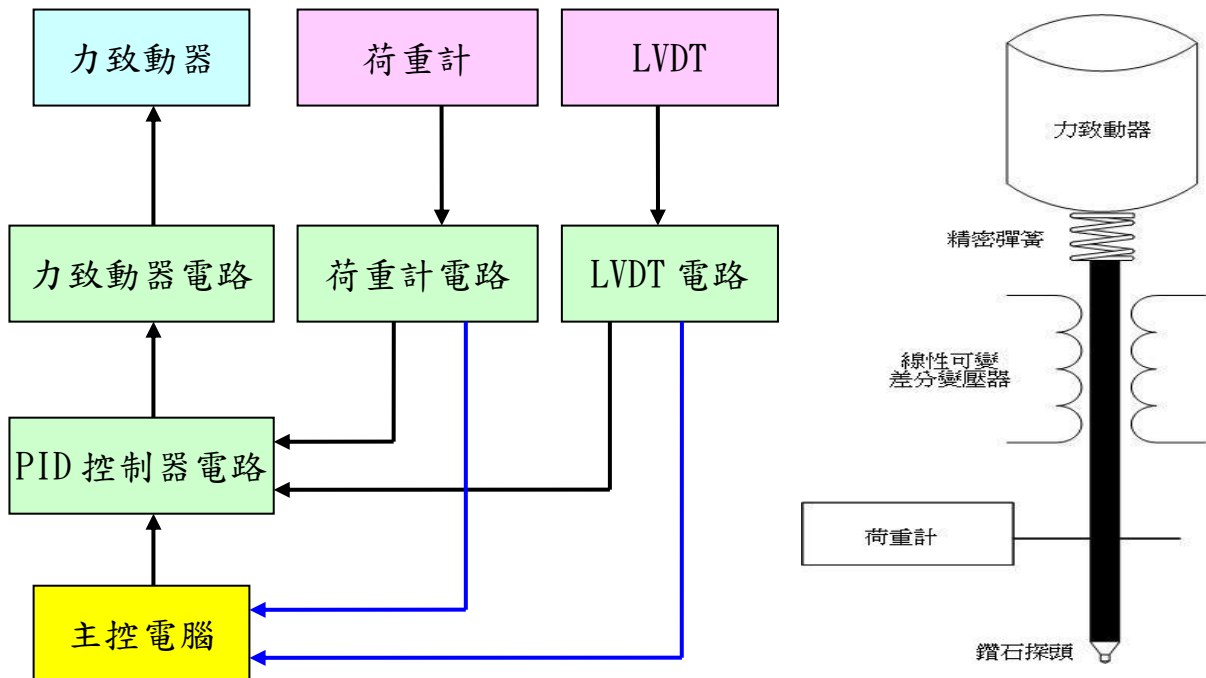 力致動器
荷重計
LVDT
力致動器電路
荷重計電路
LVDT 電路
PID 控制器電路
主控電腦
力致動器
精密彈簧
線性可變
差分變壓器
荷重計
鑽石探頭